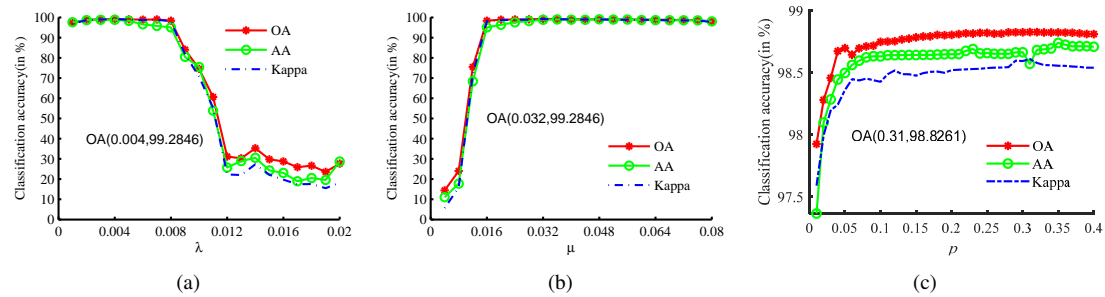 Classification accuracy(in %)
100
90
80
70
60
50
40
30
20
10
0
0
0.004
0.008
0.012
0.016
0.02
λ
OA
AA
Kappa
OA(0.004,99.2846)
(a)
Classification accuracy(in %)
100
90
80
70
60
50
40
30
20
10
0
0
0.016
0.032
0.048
0.064
0.08
μ
OA(0.032,99.2846)
OA
AA
Kappa
(b)
Classification accuracy(in %)
99
98.5
98
97.5
0
0.05
0.1
0.15
0.2
0.25
0.3
0.35
0.4
p
OA(0.31,98.8261)
OA
AA
Kappa
(c)